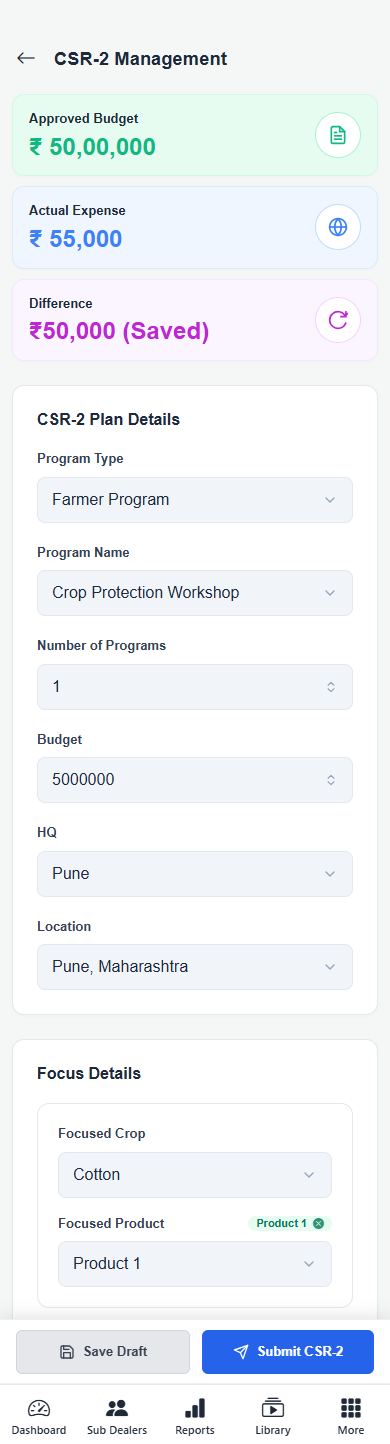 CSR-2 Management
Approved Budget
₹ 50,00,000
Actual Expense
₹ 55,000
Difference
₹50,000 (Saved)
CSR-2 Plan Details
Program Type
Farmer Program
Program Name
Crop Protection Workshop
Number of Programs
1
Budget
5000000
HQ
Pune
Location
Pune, Maharashtra
Focus Details
Focused Crop
Cotton
Focused Product
Product 1
Product 1
Save Draft
Submit CSR-2
Dashboard
Sub Dealers
Reports
Library
More